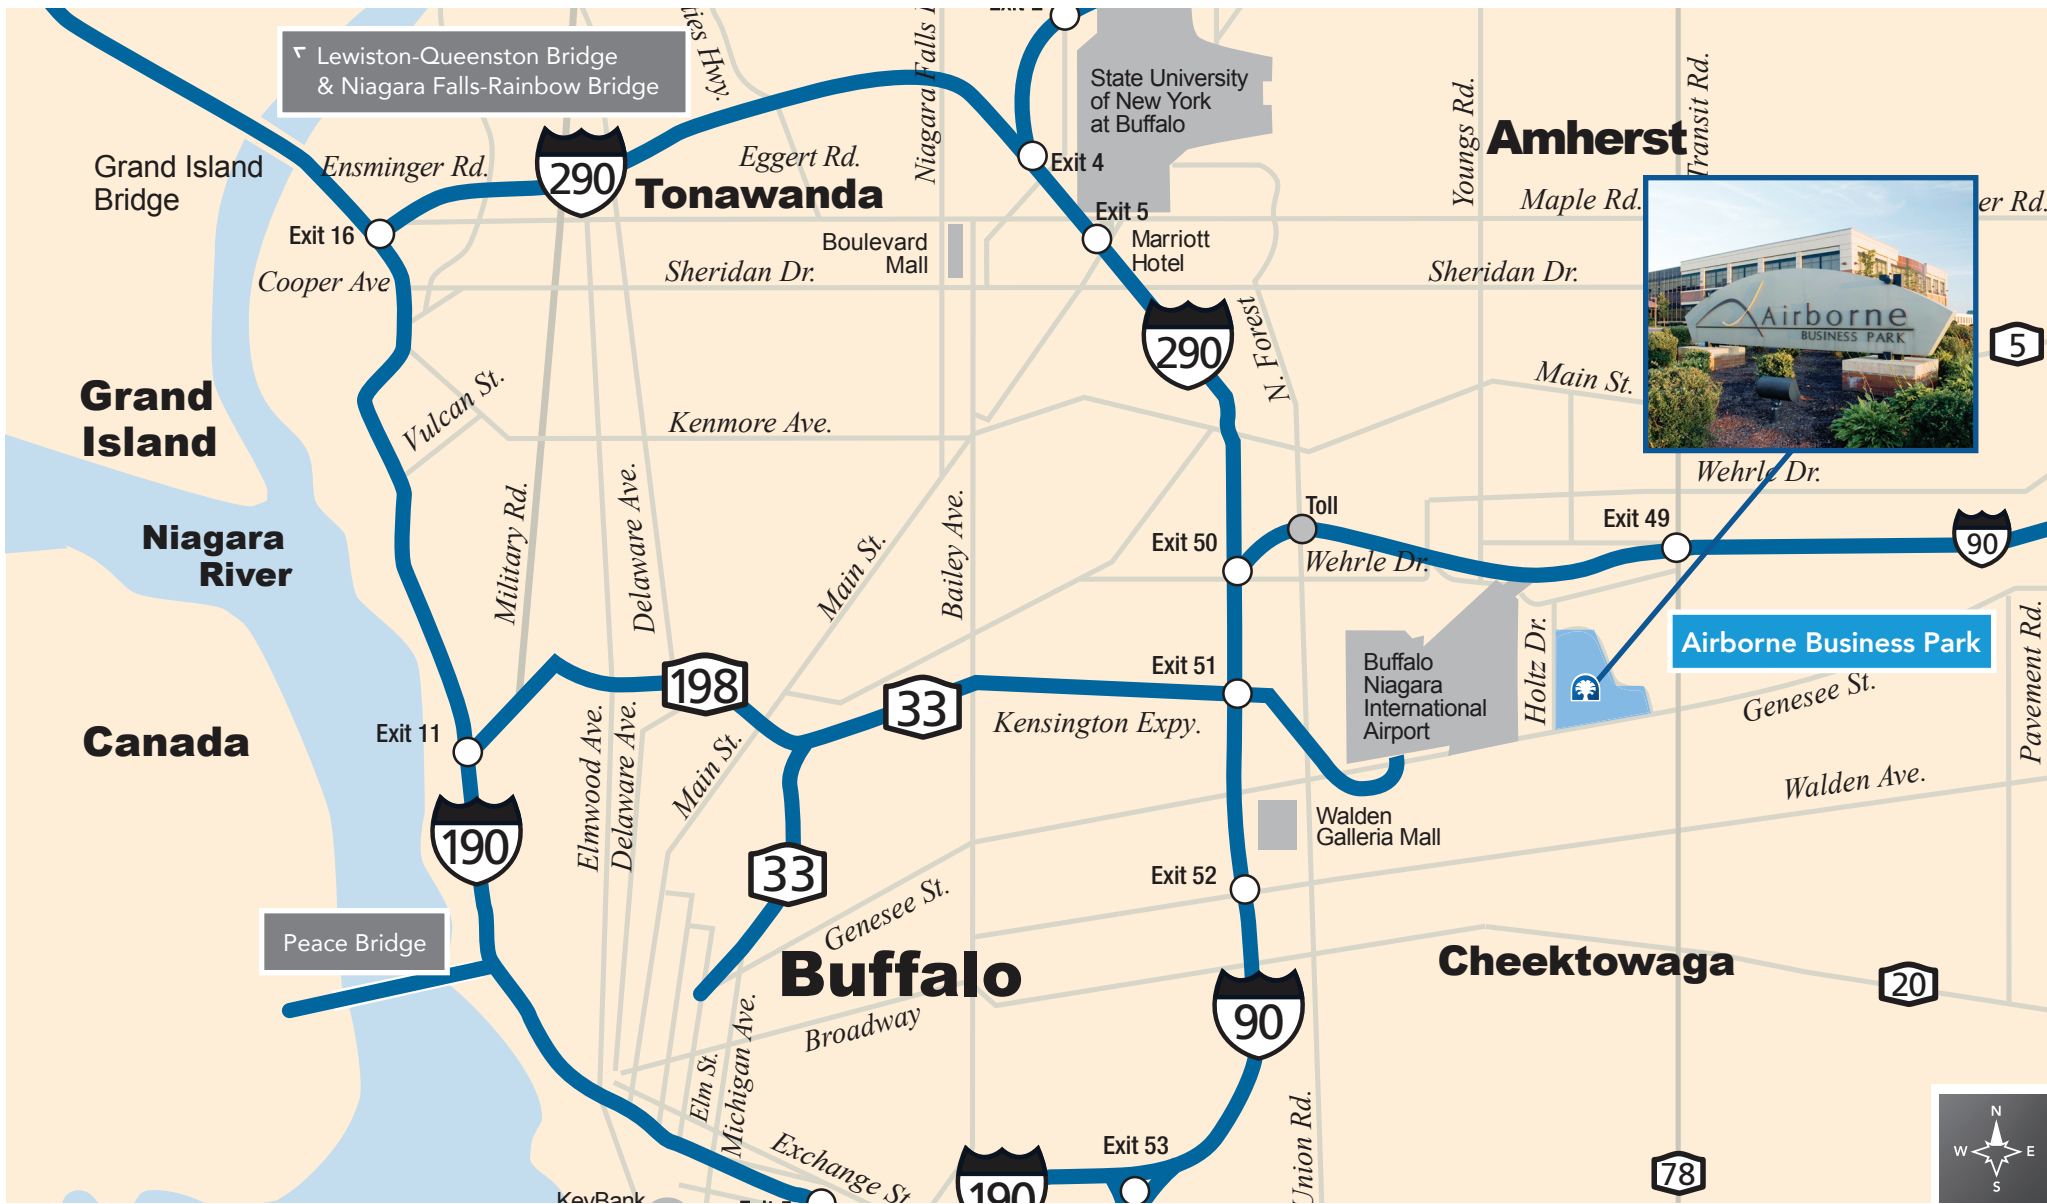 Lewiston-Queenston Bridge
& Niagara Falls-Rainbow Bridge
Hwy.
Niagara Falls
State University
of New York
at Buffalo
Youngs Rd.
Transit Rd.
Amherst
Grand Island
Bridge
Ensminger Rd.
290
Eggert Rd.
Tonawanda
Exit 4
Exit 5
Maple Rd.
er Rd.
Exit 16
Boulevard
Mall
Marriott
Hotel
Cooper Ave
Sheridan Dr.
Sheridan Dr.
N. Forest
Airborne
BUSINESS PARK
290
5
Grand
Island
Vulcan St.
Kenmore Ave.
Main St.
Wehrle Dr.
Niagara
River
Military Rd.
Delaware Ave.
Main St.
Bailey Ave.
Toll
Exit 50
Wehrle Dr.
Exit 49
90
Airborne Business Park
Pavement Rd.
Exit 51
Buffalo
Niagara
International
Airport
Holtz Dr.
Genesee St.
198
33
Kensington Expy.
Canada
Exit 11
Elmwood Ave.
Delaware Ave.
Main St.
Walden Ave.
190
33
Walden
Galleria Mall
Exit 52
Genesee St.
Peace Bridge
Buffalo
Cheektowaga
20
90
Broadway
Elm St.
Michigan Ave.
Exchange St
Exit 53
Union Rd.
190
78
KeyBank
N
W
E
S